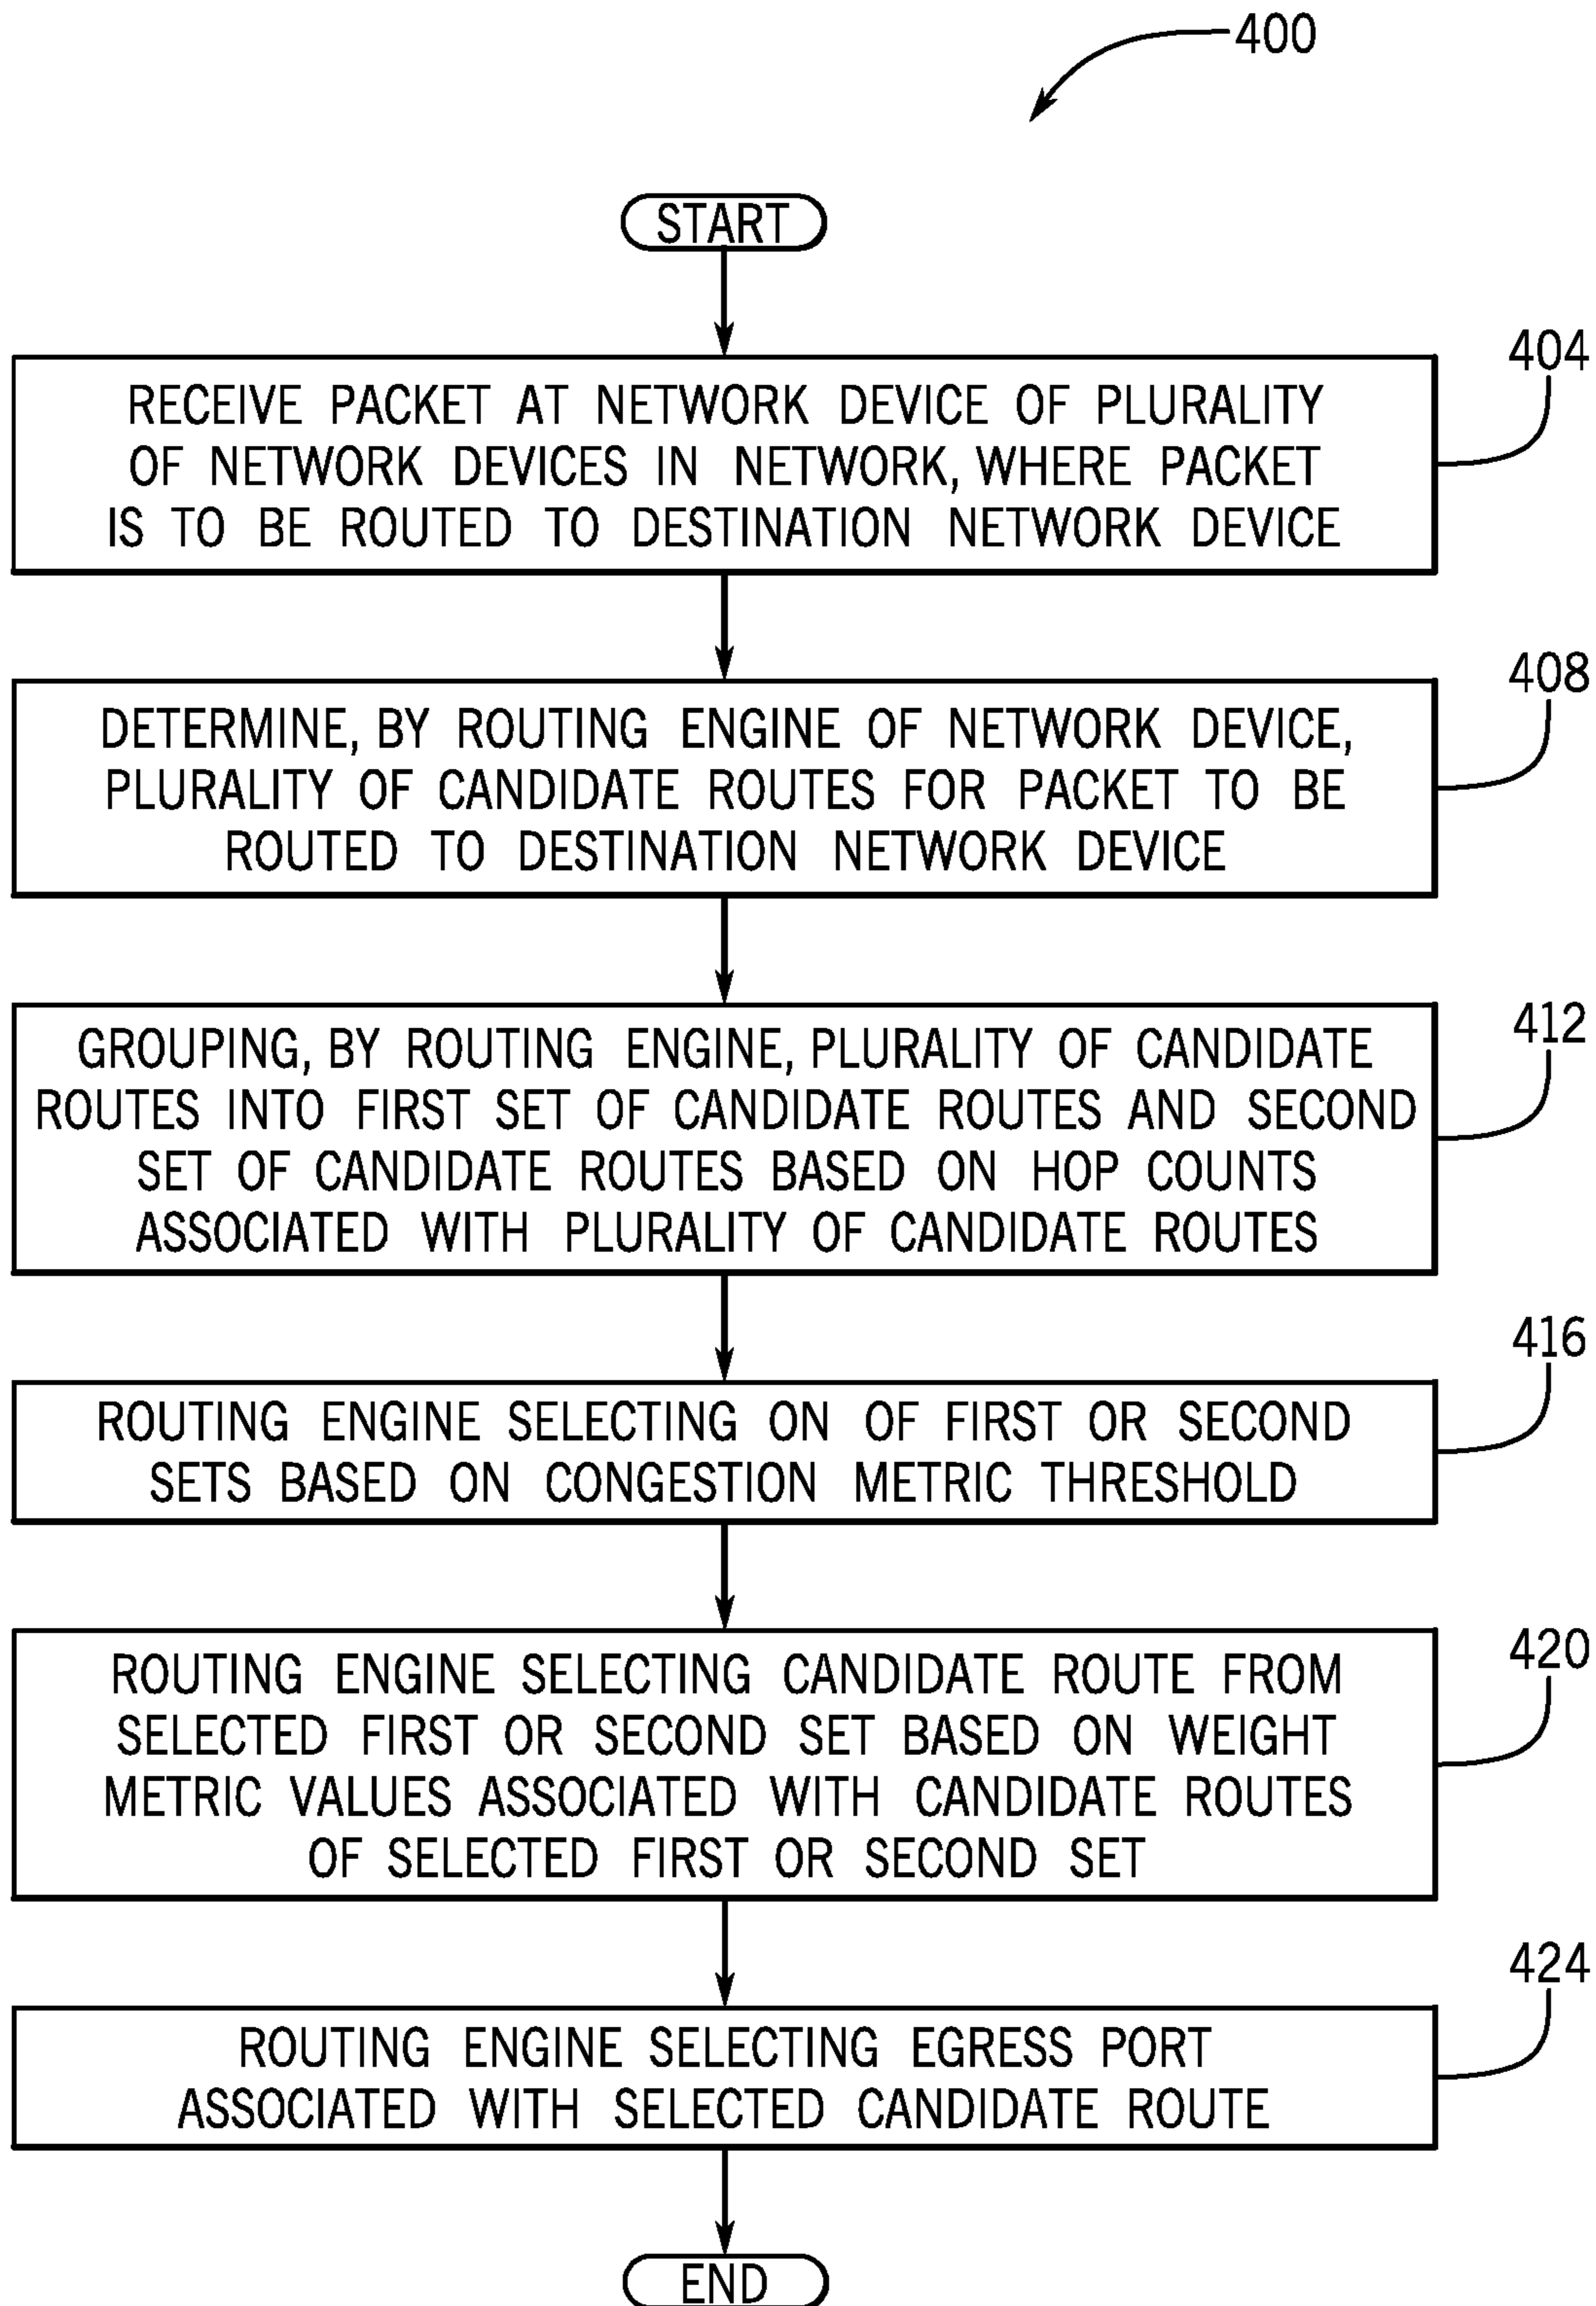 400
START
404
RECEIVE PACKET AT NETWORK DEVICE OF PLURALITY
OF NETWORK DEVICES IN NETWORK, WHERE PACKET
IS TO BE ROUTED TO DESTINATION NETWORK DEVICE
408
DETERMINE, BY ROUTING ENGINE OF NETWORK DEVICE,
PLURALITY OF CANDIDATE ROUTES FOR PACKET TO BE
ROUTED TO DESTINATION NETWORK DEVICE
412
GROUPING, BY ROUTING ENGINE, PLURALITY OF CANDIDATE
ROUTES INTO FIRST SET OF CANDIDATE ROUTES AND SECOND
SET OF CANDIDATE ROUTES BASED ON HOP COUNTS
ASSOCIATED WITH PLURALITY OF CANDIDATE ROUTES
416
ROUTING ENGINE SELECTING ON OF FIRST OR SECOND
SETS BASED ON CONGESTION METRIC THRESHOLD
420
ROUTING ENGINE SELECTING CANDIDATE ROUTE FROM
SELECTED FIRST OR SECOND SET BASED ON WEIGHT
METRIC VALUES ASSOCIATED WITH CANDIDATE ROUTES
OF SELECTED FIRST OR SECOND SET
424
ROUTING ENGINE SELECTING EGRESS PORT
ASSOCIATED WITH SELECTED CANDIDATE ROUTE
END